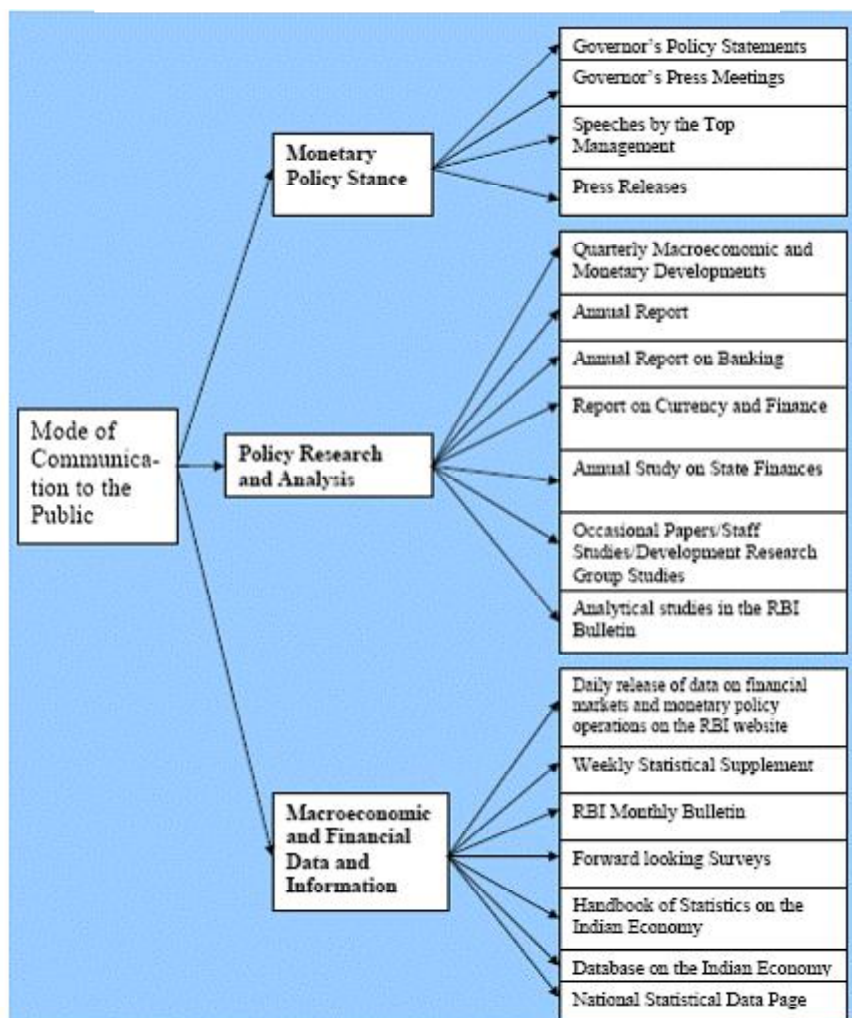 Mode of
Communica-
tion to the
Public
Monetary
Policy Stance
Governor's Policy Statements
Governor's Press Meetings
Speeches by the Top
Management
Press Releases
Policy Research
and Analysis
Quarterly Macroeconomic and
Monetary Developments
Annual Report
Annual Report on Banking
Report on Currency and Finance
Annual Study on State Finances
Occasional Papers/Staff
Studies/Development Research
Group Studies
Analytical studies in the RBI
Bulletin
Macroeconomic
and Financial
Data and
Information
Daily release of data on financial
markets and monetary policy
operations on the RBI website
Weekly Statistical Supplement
RBI Monthly Bulletin
Forward looking Surveys
Handbook of Statistics on the
Indian Economy
Database on the Indian Economy
National Statistical Data Page